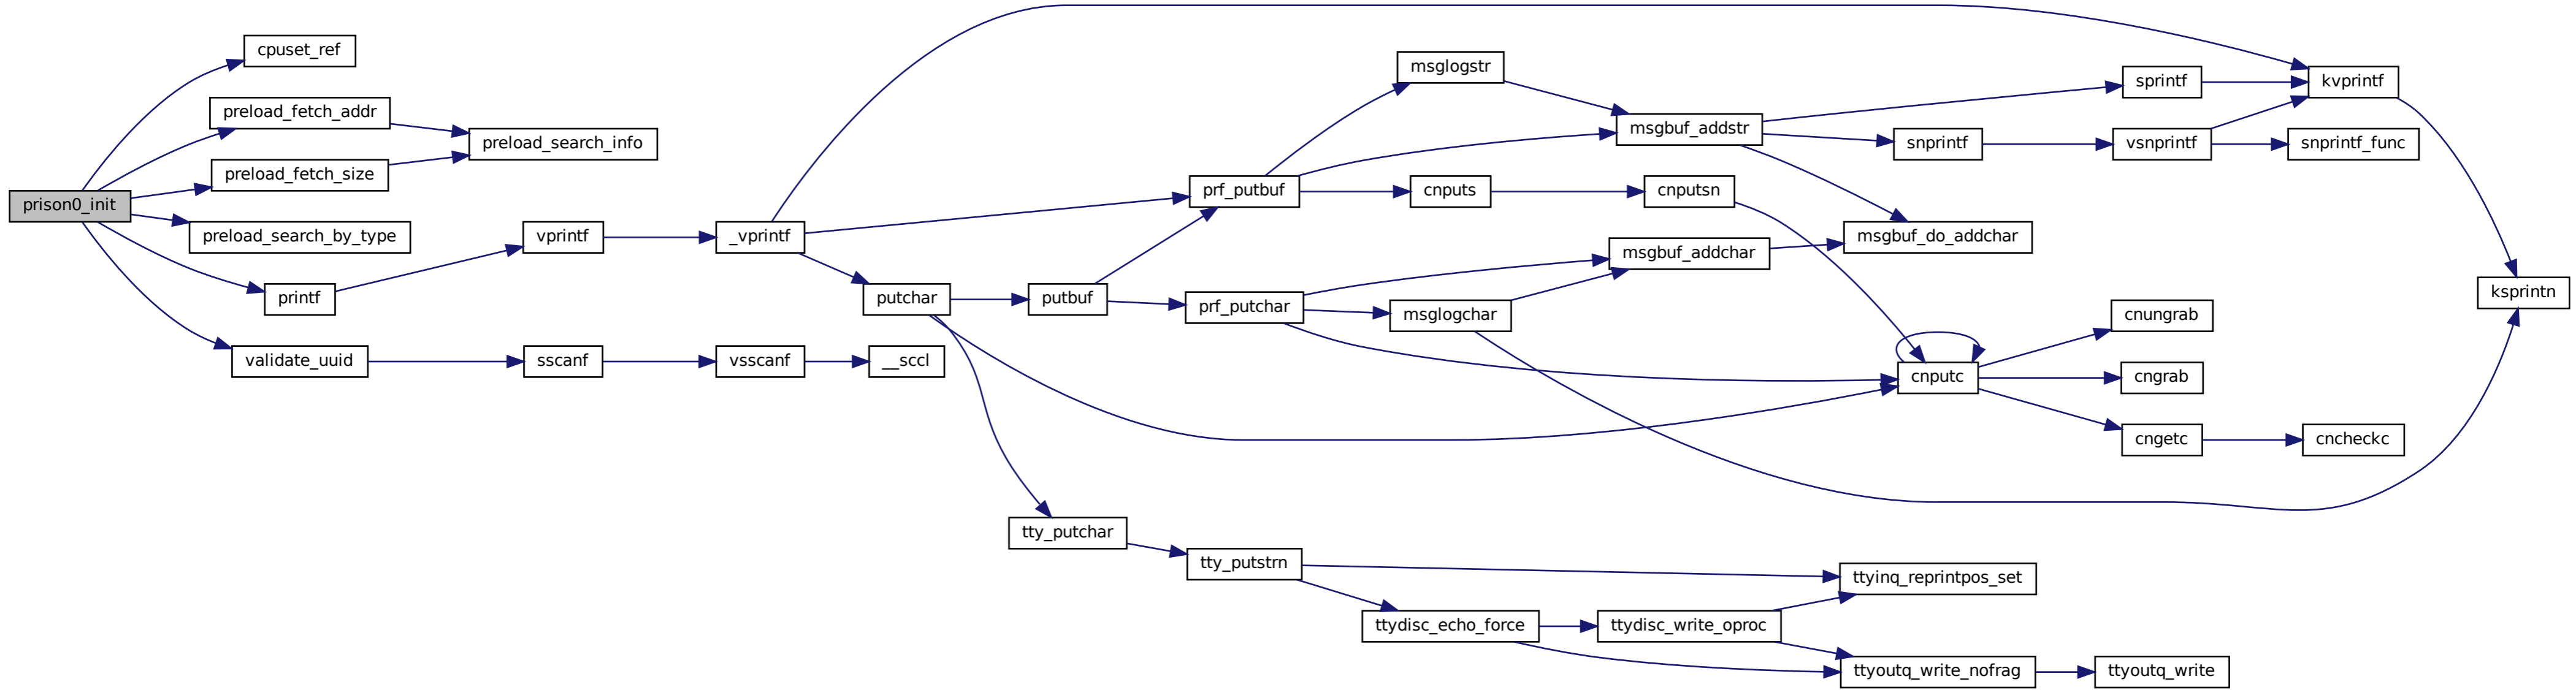 prison0_init
cpuset_ref
preload_fetch_addr
preload_fetch_size
preload_search_by_type
printf
validate_uuid
preload_search_info
vprintf
sscanf
_vprintf
vsscanf
putchar
__sccl
putbuf
tty_putchar
prf_putbuf
prf_putchar
tty_putstrn
msglogstr
cnputs
msglogchar
ttydisc_echo_force
msgbuf_addstr
cnputsn
msgbuf_addchar
ttydisc_write_oproc
snprintf
msgbuf_do_addchar
cnputc
ttyinq_reprintpos_set
ttyoutq_write_nofrag
sprintf
vsnprintf
cnungrab
cngrab
cngetc
ttyoutq_write
kvprintf
snprintf_func
cncheckc
ksprintn